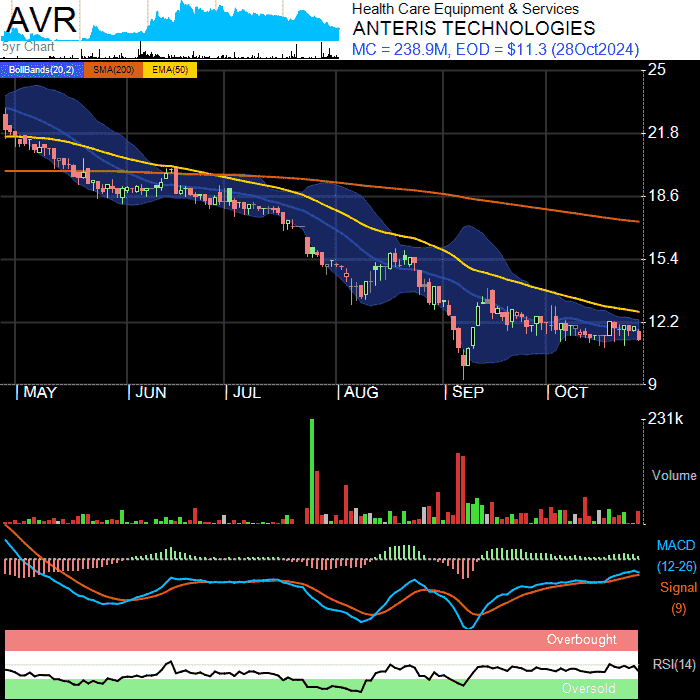 AVR
5yr Chart
Health Care Equipment & Services
ANTERIS TECHNOLOGIES
MC = 238.9M, EOD = $11.3 (28Oct2024)
BollBands(20,2) SMA(200) EMA(50)
25
21.8
18.6
15.4
12.2
9
MAY JUN JUL AUG SEP OCT
231k
Volume
MACD
(12-26)
Signal
(9)
Overbought
RSI(14)
Oversold